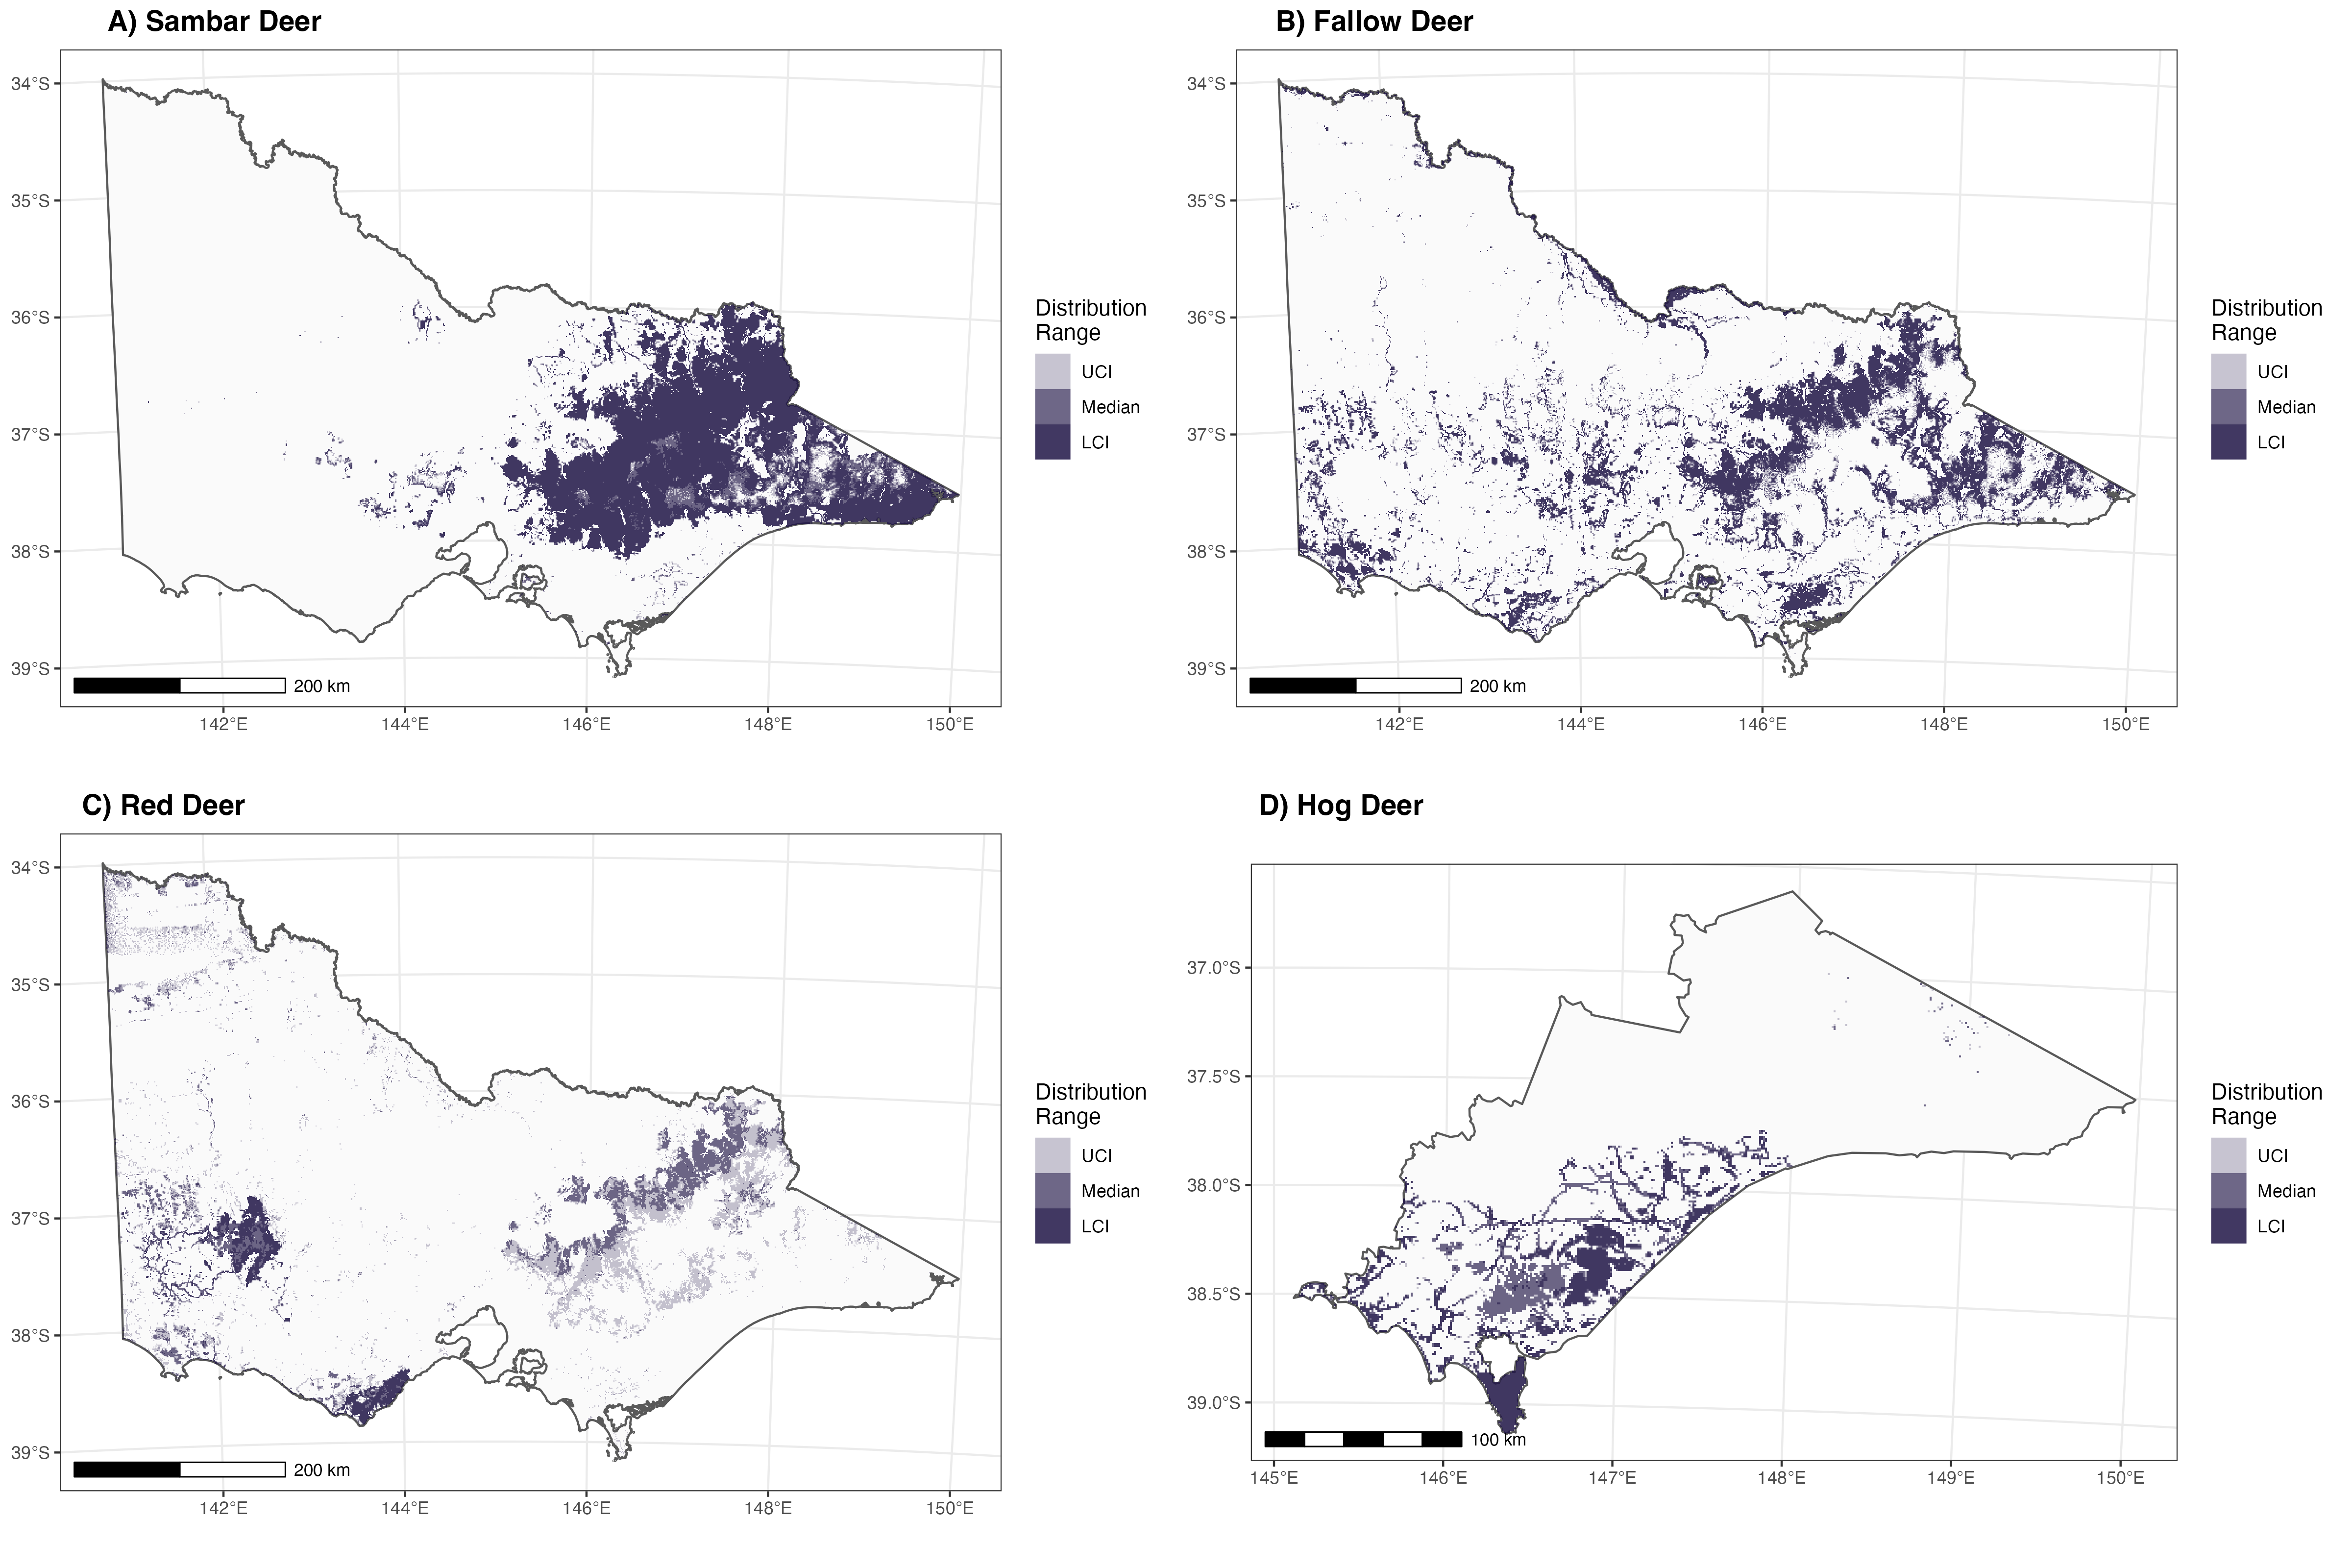 A) Sambar Deer
34°S
35°S
36°S
37°S
38°S
39°S
200 km
142°E
144°E
146°E
148°E
150°E
Distribution
Range
UCI
Median
LCI
B) Fallow Deer
34°S
35°S
36°S
37°S
38°S
39°S
200 km
142°E
144°E
146°E
148°E
150°E
Distribution
Range
UCI
Median
LCI
C) Red Deer
34°S
35°S
36°S
37°S
38°S
39°S
200 km
142°E
144°E
146°E
148°E
150°E
Distribution
Range
UCI
Median
LCI
D) Hog Deer
37.0°S
37.5°S
38.0°S
38.5°S
39.0°S
100 km
145°E
146°E
147°E
148°E
149°E
150°E
Distribution
Range
UCI
Median
LCI